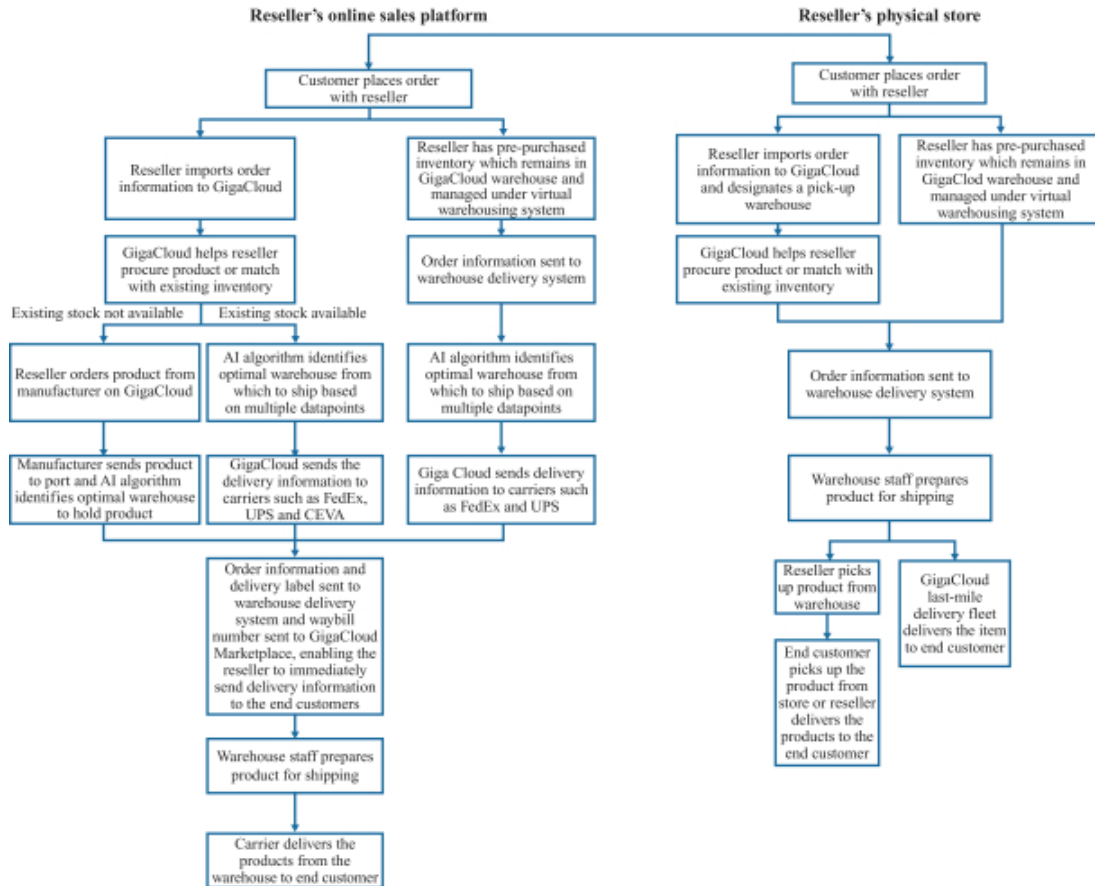 Reseller's online sales platform
Reseller's physical store
Customer places order
with reseller
Reseller imports order
information to GigaCloud
Reseller has pre-purchased
inventory which remains in
GigaCloud warehouse and
managed under virtual
warehousing system
GigaCloud helps reseller
procure product or match
with existing inventory
Order information sent to
warehouse delivery system
Existing stock not available
Existing stock available
Reseller orders product from
manufacturer on GigaCloud
AI algorithm identifies
optimal warehouse from
which to ship based
on multiple datapoints
AI algorithm identifies
optimal warehouse from
which to ship based on
multiple datapoints
Manufacturer sends product
to port and AI algorithm
identifies optimal warehouse
to hold product
GigaCloud sends the
delivery information to
carriers such as FedEx,
UPS and CEVA
Giga Cloud sends delivery
information to carriers such
as FedEx and UPS
Order information and
delivery label sent to
warehouse delivery
system and waybill
number sent to GigaCloud
Marketplace, enabling the
reseller to immediately
send delivery information
to the end customers
Warehouse staff prepares
product for shipping
Carrier delivers the
products from the
warehouse to end customer
Customer places order
with reseller
Reseller imports order
information to GigaCloud
and designates a pick-up
warehouse
Reseller has pre-purchased
inventory which remains in
GigaClod warehouse and
managed under virtual
warehousing system
GigaCloud helps reseller
procure product or match with
existing inventory
Order information sent to
warehouse delivery system
Warehouse staff prepares
product for shipping
Reseller picks
up product from
warehouse
GigaCloud
last-mile
delivery fleet
delivers the item
to end customer
End customer
picks up the
product from
store or reseller
delivers the
products to the
end customer